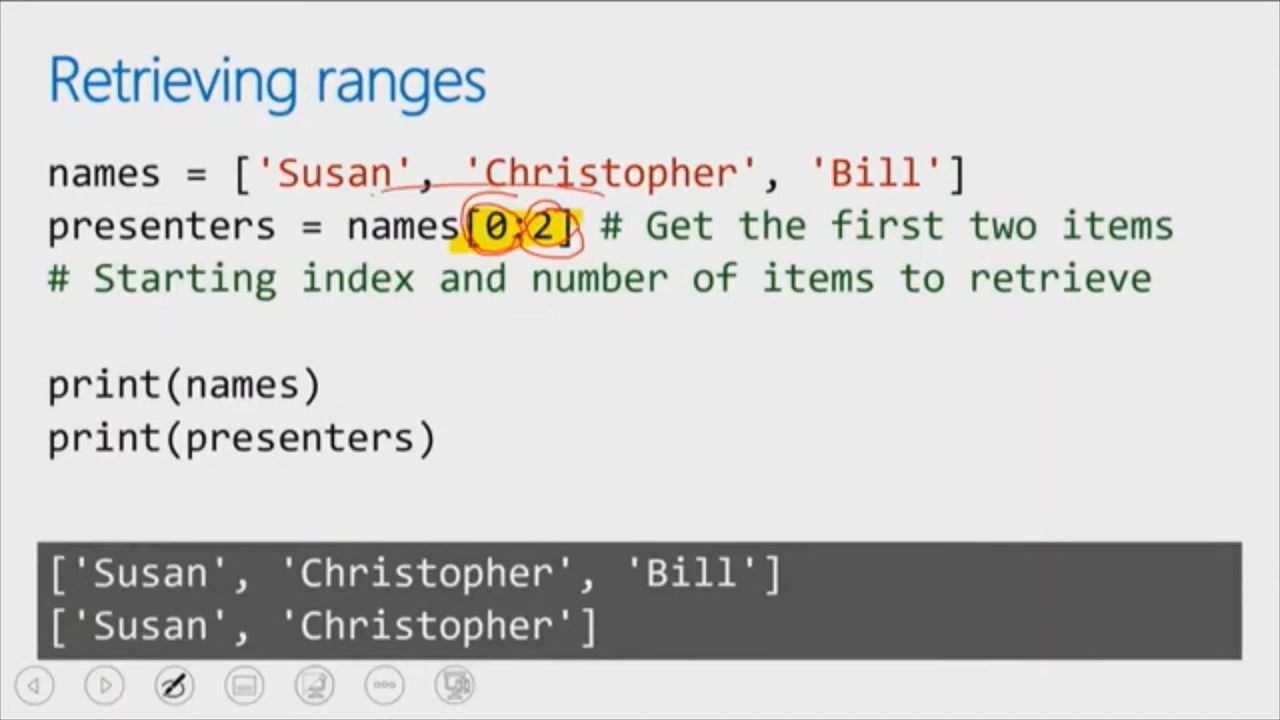 Retrieving ranges
names = ['Susan', 'Christopher', 'Bill']
presenters = names[0:2] # Get the first two items
# Starting index and number of items to retrieve
print(names)
print(presenters)
['Susan', 'Christopher', 'Bill']
['Susan', 'Christopher']